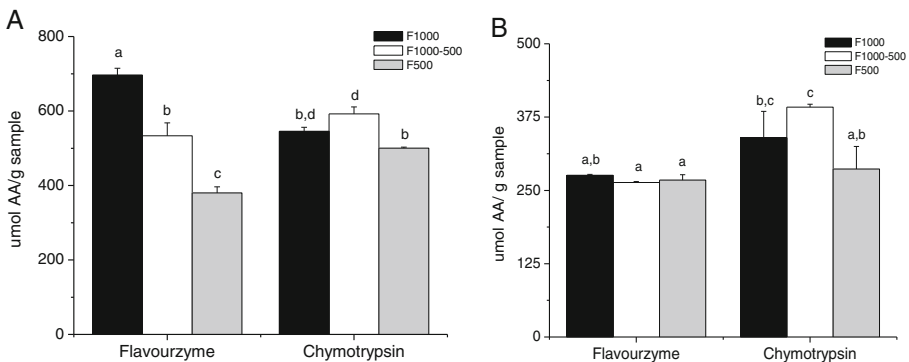 A
F1000
F1000-500
F500
umol AA/g sample
800
600
400
200
0
a
b
c
b,d
d
b
Flavourzyme
Chymotrypsin
B
F1000
F1000-500
F500
umol AA/ g sample
500
375
250
125
0
a,b
a
a
b,c
c
a,b
Flavourzyme
Chymotrypsin